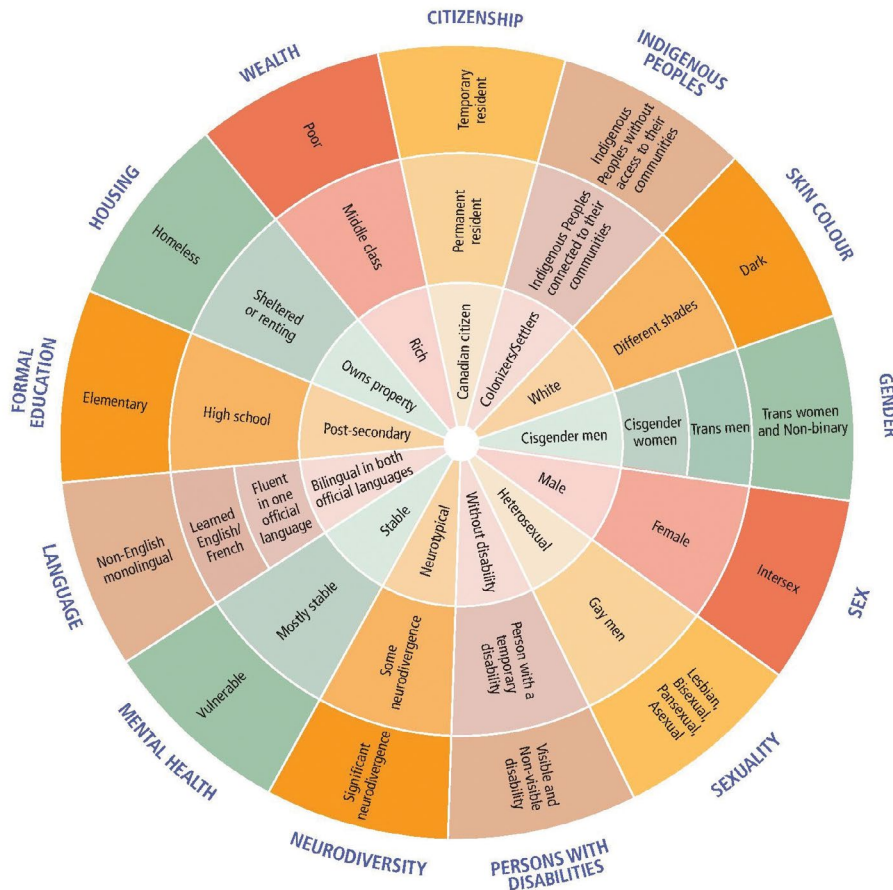 CITIZENSHIP
Temporary
resident
Permanent
resident
Canadian citizen
INDIGENOUS
PEOPLES
Indigenous
Peoples without
access to their
communities
Indigenous Peoples
connected to their
communities
Colonizers/Settlers
SKIN COLOUR
Dark
Different shades
White
GENDER
Trans women
and Non-binary
Trans men
Cisgender
women
Cisgender men
SEX
Intersex
Female
Male
SEXUALITY
Lesbian,
Bisexual,
Pansexual,
Asexual
Gay men
Heterosexual
PERSONS WITH
DISABILITIES
Visible and
Non-visible
disability
Person with a
temporary
disability
Without disability
NEURODIVERSITY
Significant
neurodivergence
Some
neurodivergence
Neurotypical
MENTAL HEALTH
Vulnerable
Mostly stable
Stable
LANGUAGE
Non-English
monolingual
Learned
English/
French
Fluent
in one
official
language
Bilingual in both
official languages
FORMAL
EDUCATION
Elementary
High school
Post-secondary
HOUSING
Homeless
Sheltered
or renting
Owns property
WEALTH
Poor
Middle class
Rich